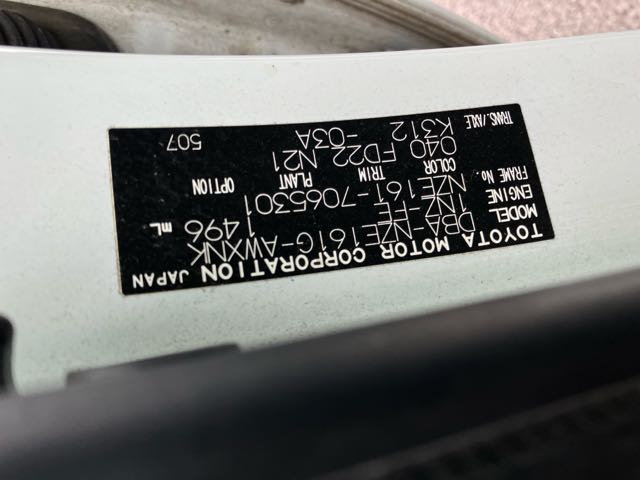 TOYOTA MOTOR CORPORATION JAPAN
MODEL DBA-NZE161G-AWXNK
ENGINE 1NZ-FE 1496 mL
FRAME No. NZE161-7065301
COLOR TRIM PLANT OPTION
040 FD22 N21
TRANS./AXLE K312 -03A
507